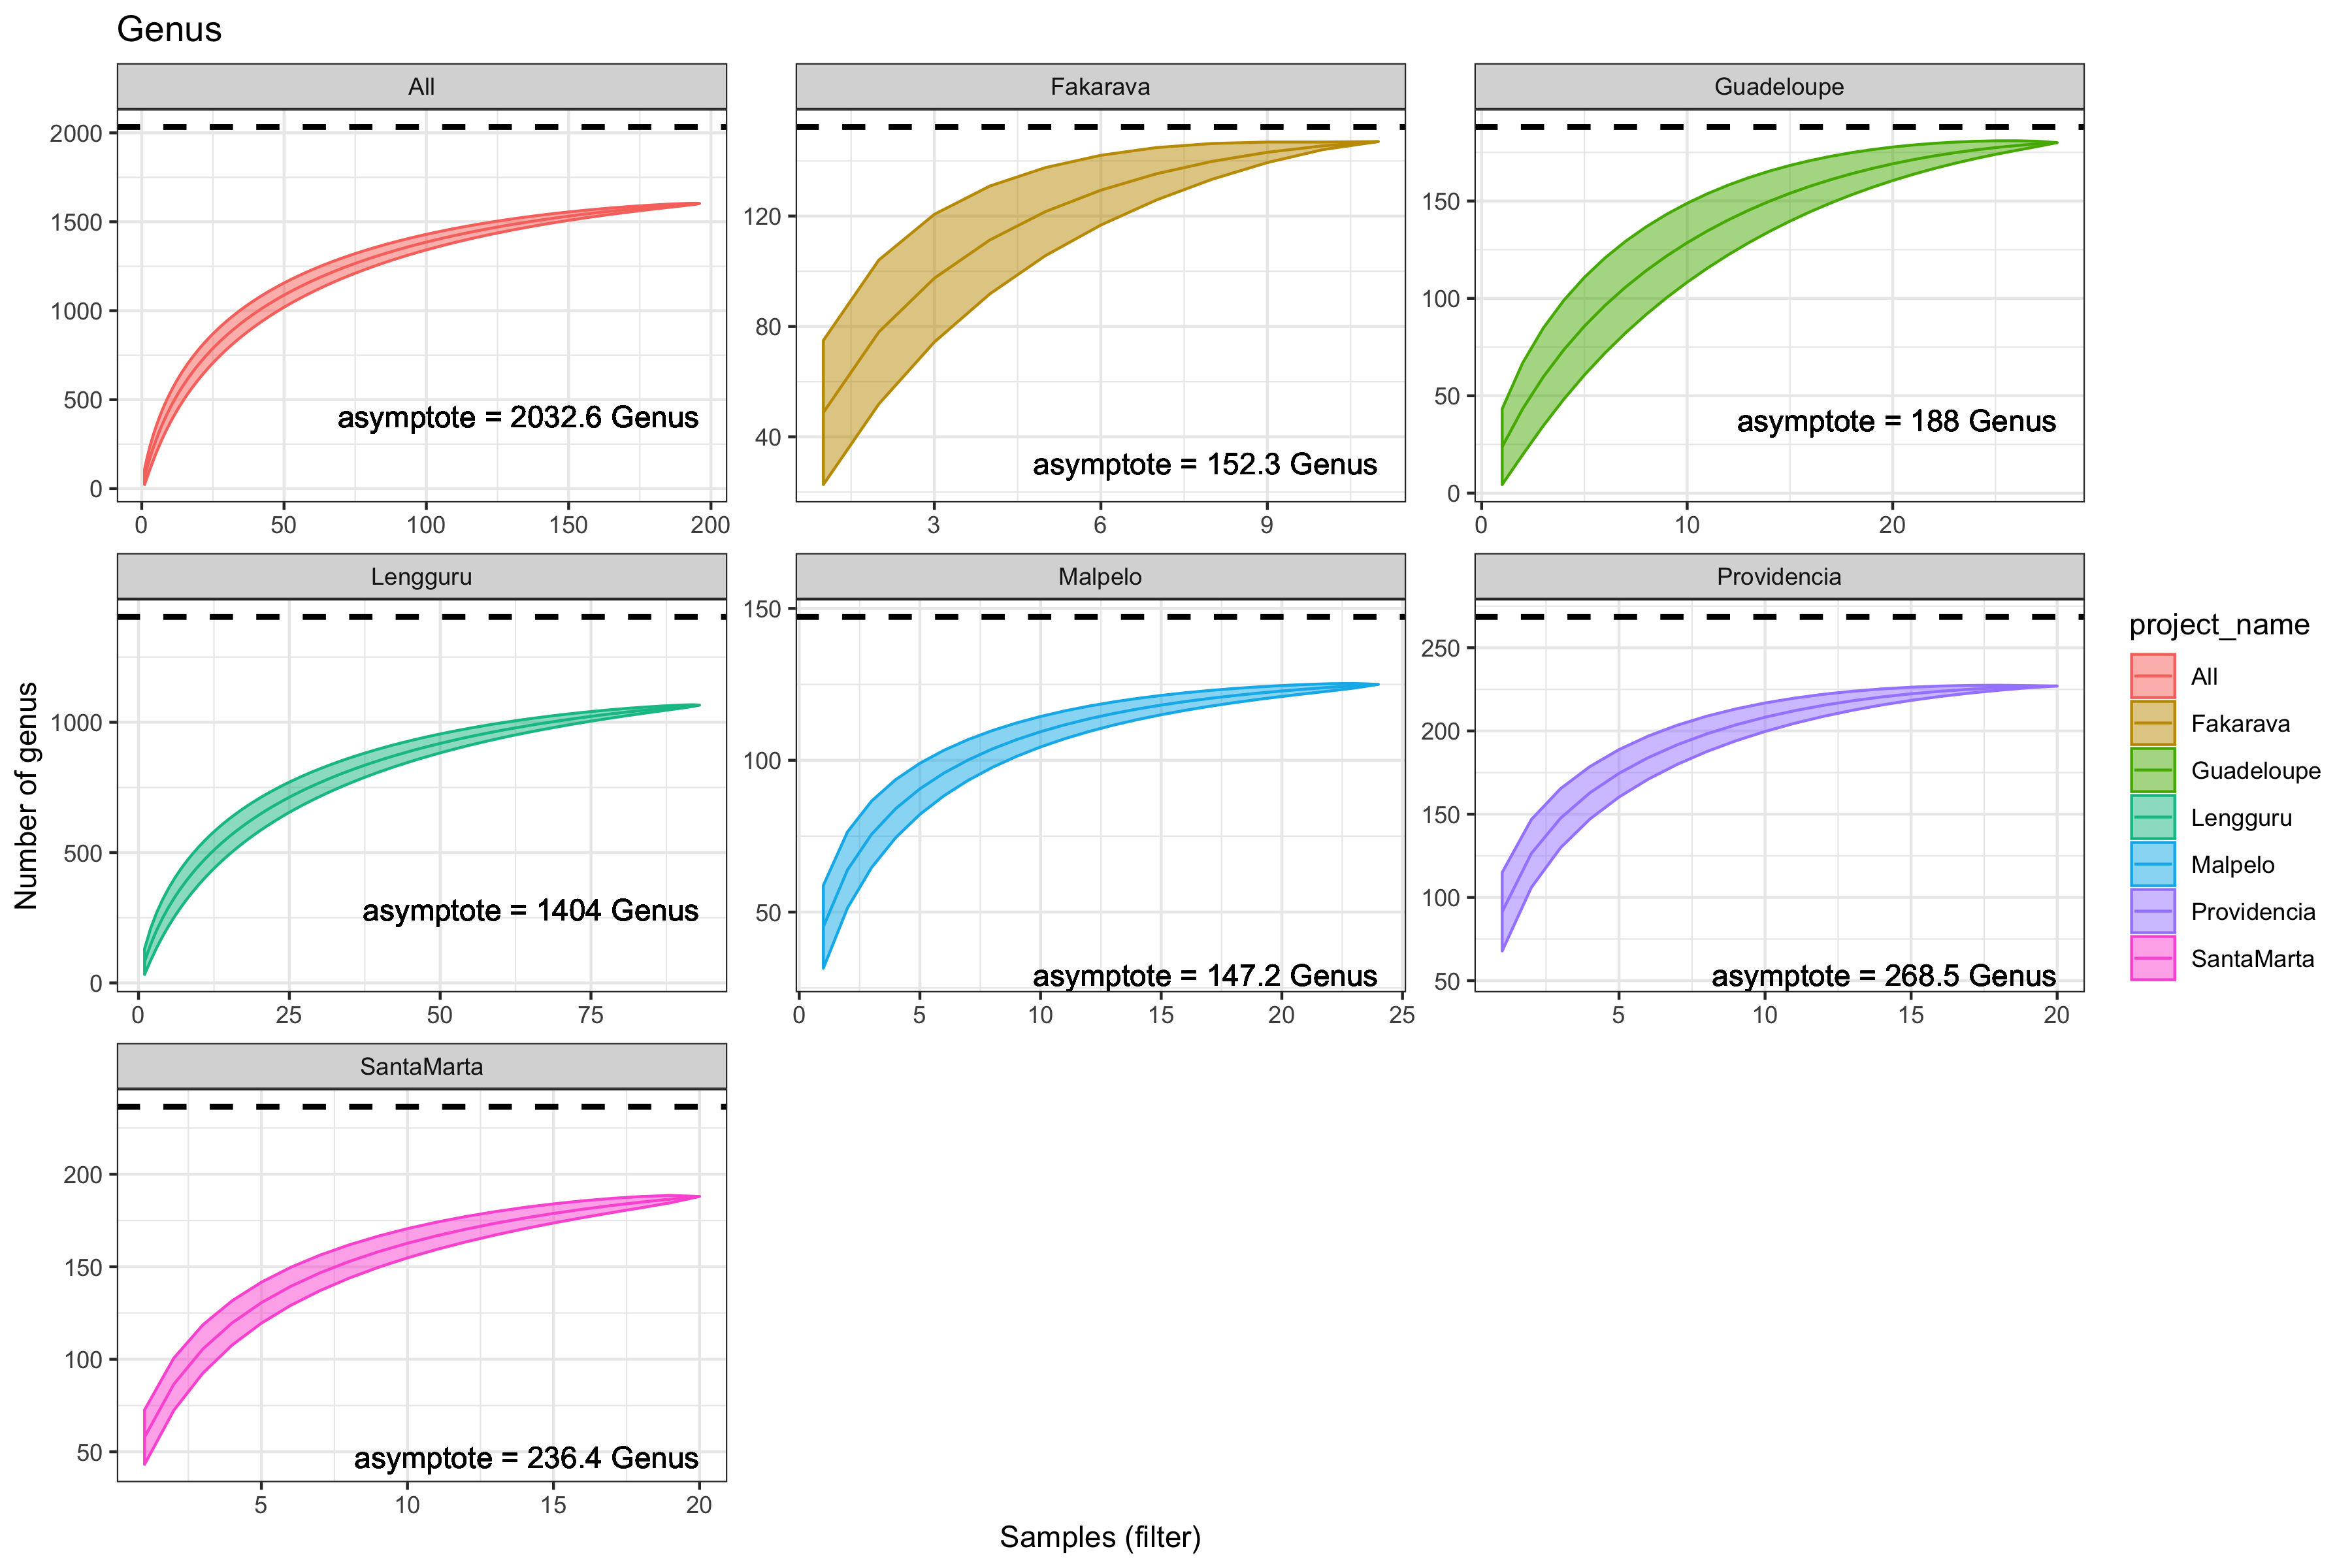 Genus
All
Fakarava
Guadeloupe
2000
1500
1000
500
0
asymptote = 2032.6 Genus
0 50 100 150 200
120
80
40
asymptote = 152.3 Genus
3 6 9
150
100
50
0
asymptote = 188 Genus
0 10 20
Number of genus
Lengguru
Malpelo
Providencia
1000
500
0
asymptote = 1404 Genus
0 25 50 75
150
100
50
asymptote = 147.2 Genus
0 5 10 15 20 25
250
200
150
100
50
asymptote = 268.5 Genus
5 10 15 20
project_name
All
Fakarava
Guadeloupe
Lengguru
Malpelo
Providencia
SantaMarta
SantaMarta
200
150
100
50
asymptote = 236.4 Genus
5 10 15 20
Samples (filter)